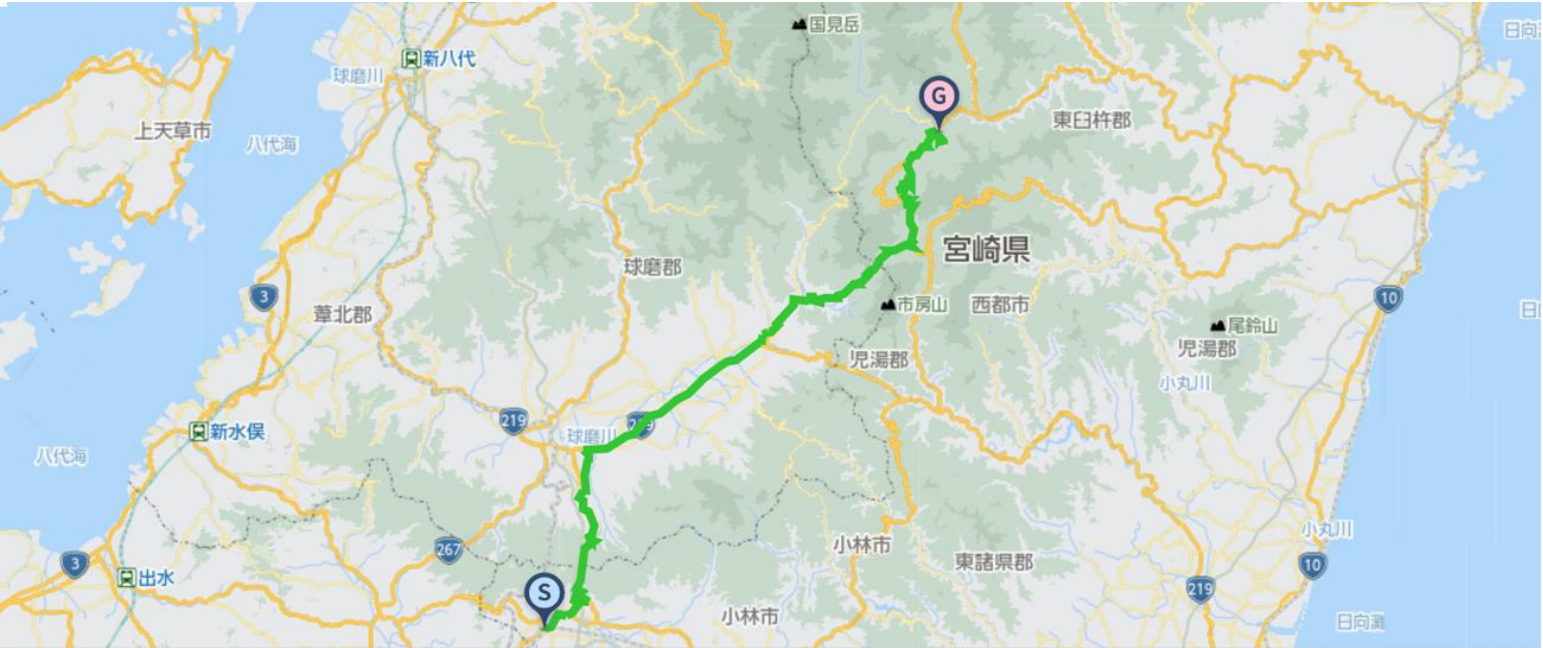 国見岳
日向
新八代
球磨川
G
東臼杵郡
上天草市
八代海
宮崎県
球磨郡
3
葦北郡
市房山
西都市
10
日
尾鈴山
児湯郡
児湯郡
小丸川
219
新水俣
球磨川
八代海
小丸川
小林市
267
3
東諸県郡
10
出水
S
219
小林市
日向灘